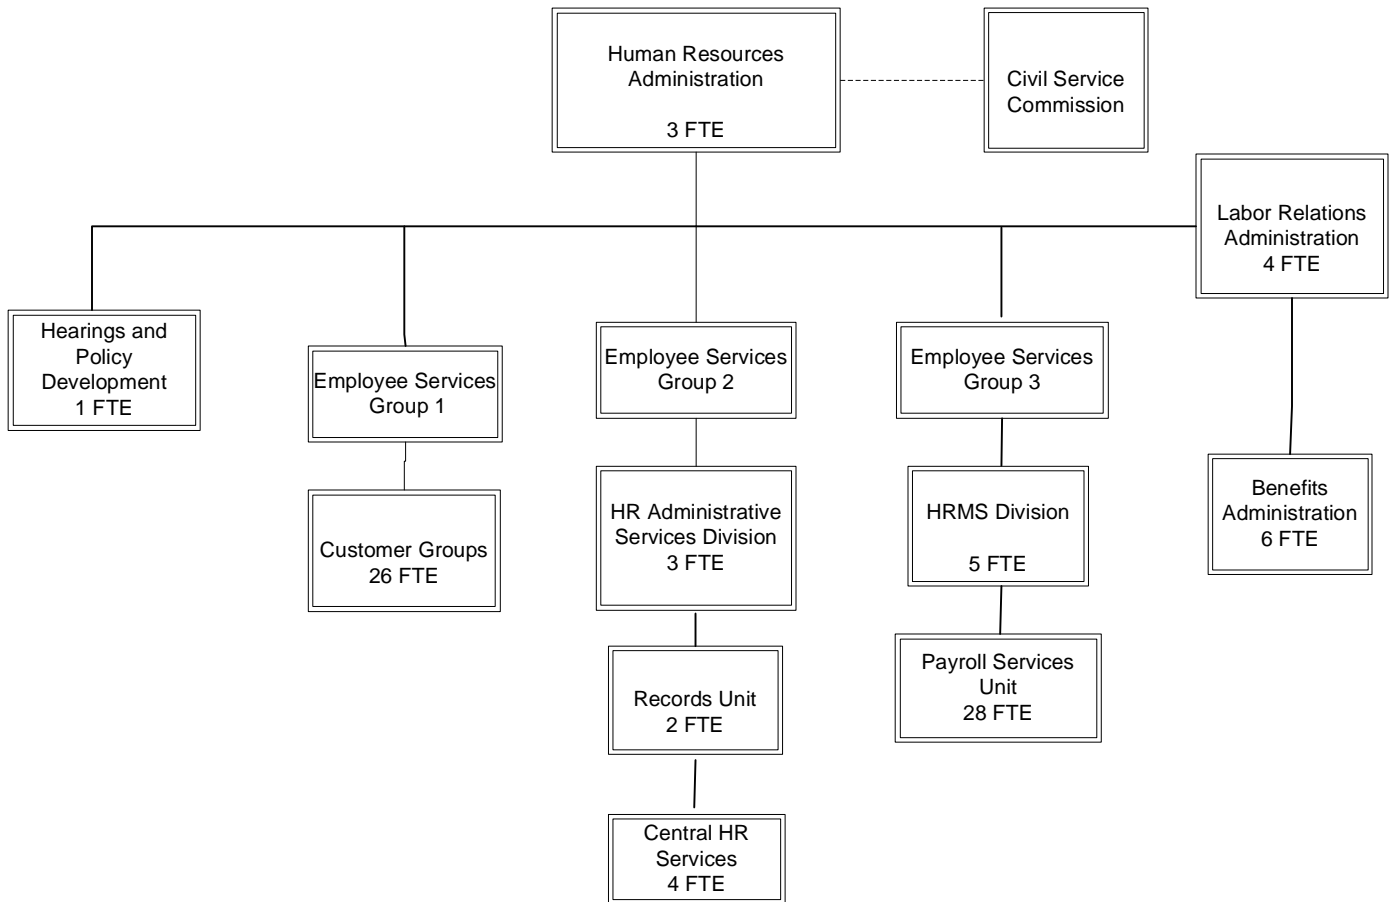 Human Resources
Administration
3 FTE
Civil Service
Commission
Labor Relations
Administration
4 FTE
Hearings and
Policy
Development
1 FTE
Employee Services
Group 1
Employee Services
Group 2
Employee Services
Group 3
Customer Groups
26 FTE
HR Administrative
Services Division
3 FTE
HRMS Division
5 FTE
Benefits
Administration
6 FTE
Records Unit
2 FTE
Payroll Services
Unit
28 FTE
Central HR
Services
4 FTE